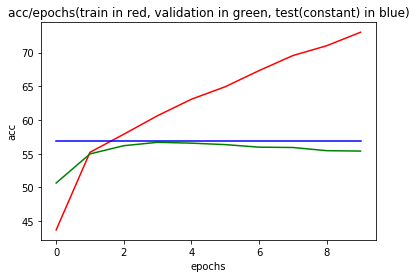 acc/epochs(train in red, validation in green, test(constant) in blue)
acc
70
65
60
55
50
45
0 2 4 6 8
epochs